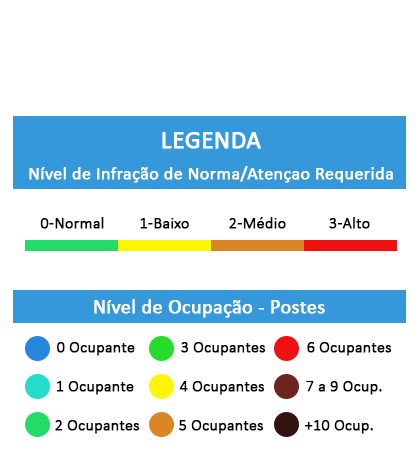 LEGENDA
Nível de Infração de Norma/Atençao Requerida
0-Normal 1-Baixo 2-Médio 3-Alto
Nível de Ocupação - Postes
0 Ocupante 3 Ocupantes 6 Ocupantes
1 Ocupante 4 Ocupantes 7 a 9 Ocup.
2 Ocupantes 5 Ocupantes +10 Ocup.